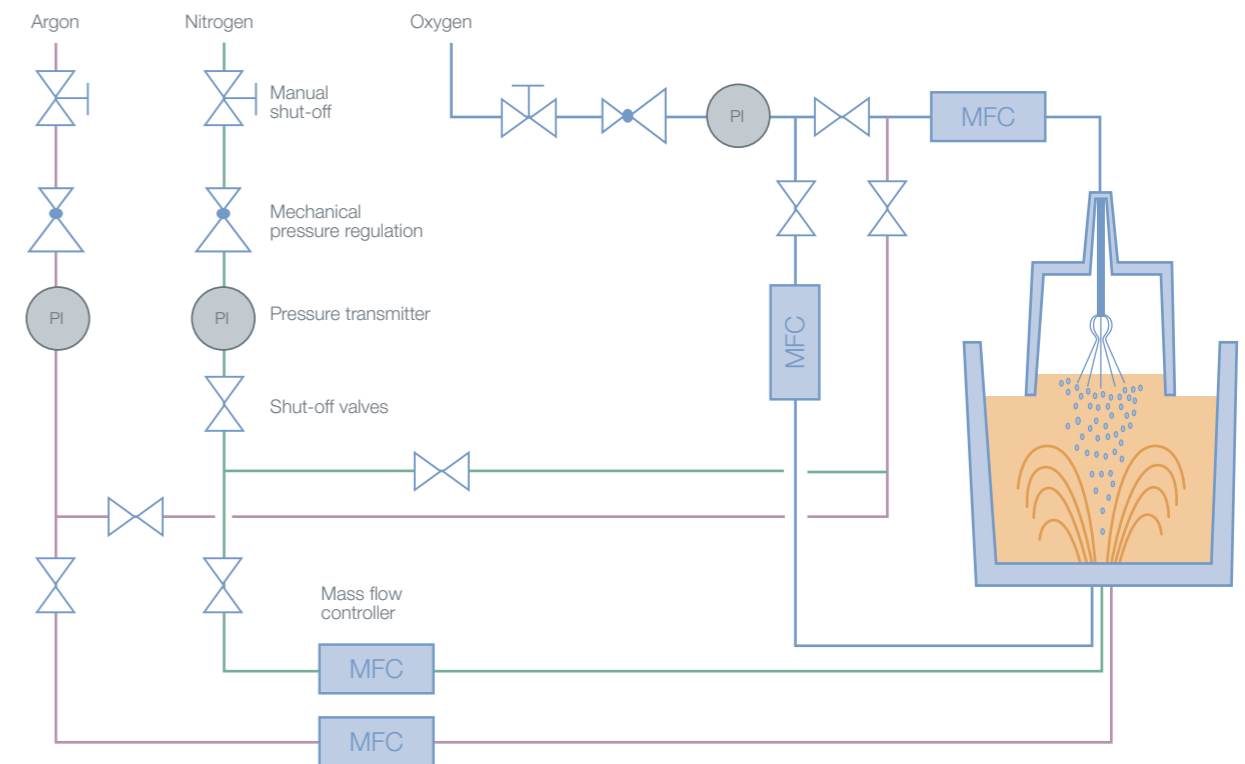 Argon
Nitrogen
Oxygen
Manual
shut-off
PI
MFC
Mechanical
pressure regulation
PI
PI
Pressure transmitter
MFC
Shut-off valves
Mass flow
controller
MFC
MFC